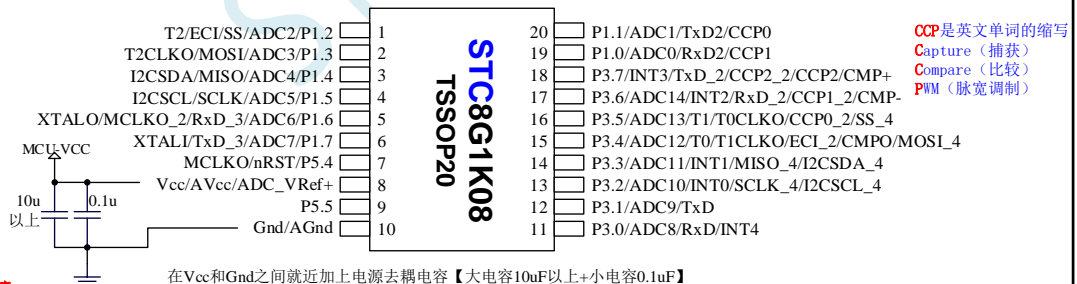 T2/ECI/SS/ADC2/P1.2 1
T2CLKO/MOSI/ADC3/P1.3 2
I2CSDA/MISO/ADC4/P1.4 3
I2CSCL/SCLK/ADC5/P1.5 4
XTALO/MCLKO_2/RxD_3/ADC6/P1.6 5
XTALI/TxD_3/ADC7/P1.7 6
MCLKO/nRST/P5.4 7
Vcc/AVcc/ADC_VRef+ 8
P5.5 9
Gnd/AGnd 10
MCU-VCC
10u
以上
0.1u
STC8G1K08
TSSOP20
20 P1.1/ADC1/TxD2/CCP0
19 P1.0/ADC0/RxD2/CCP1
18 P3.7/INT3/TxD_2/CCP2_2/CCP2/CMP+
17 P3.6/ADC14/INT2/RxD_2/CCP1_2/CMP-
16 P3.5/ADC13/T1/T0CLKO/CCP0_2/SS_4
15 P3.4/ADC12/T0/T1CLKO/ECI_2/CMPO/MOSI_4
14 P3.3/ADC11/INT1/MISO_4/I2CSDA_4
13 P3.2/ADC10/INT0/SCLK_4/I2CSCL_4
12 P3.1/ADC9/TxD
11 P3.0/ADC8/RxD/INT4
CCP是英文单词的缩写
Capture（捕获）
Compare（比较）
PWM（脉宽调制）
在Vcc和Gnd之间就近加上电源去耦电容【大电容10uF以上+小电容0.1uF】